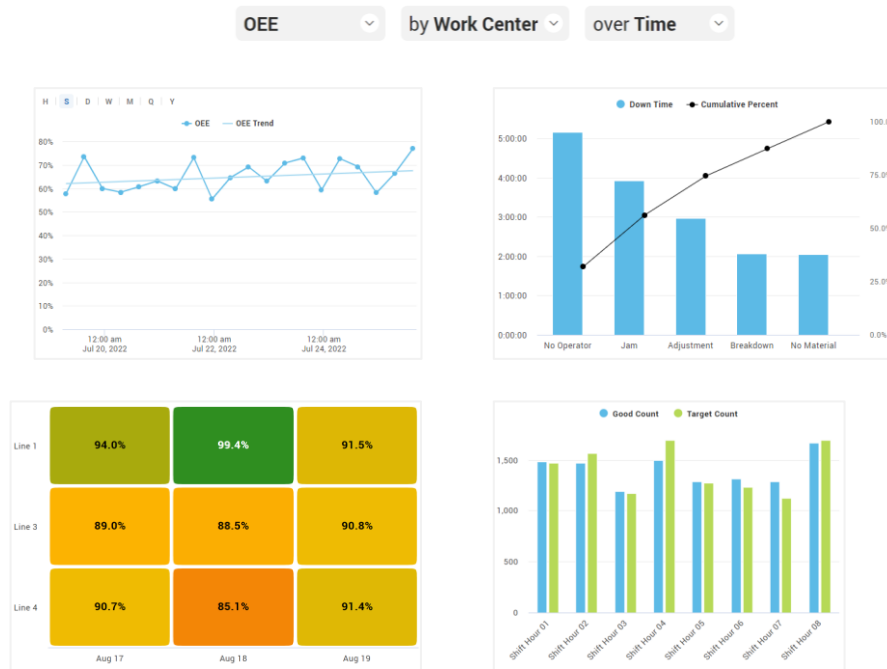 OEE by Work Center over Time
H S D W M Q Y
OEE OEE Trend
80%
70%
60%
50%
40%
30%
20%
10%
0%
12:00 am 12:00 am 12:00 am
Jul 20, 2022 Jul 22, 2022 Jul 24, 2022
Down Time Cumulative Percent
5:00:00
4:00:00
3:00:00
2:00:00
1:00:00
0:00:00
75.0%
50.0%
25.0%
0.0%
No Operator Jam Adjustment Breakdown No Material
Line 1 94.0% 99.4% 91.5%
Line 3 89.0% 88.5% 90.8%
Line 4 90.7% 85.1% 91.4%
Aug 17 Aug 18 Aug 19
Good Count Target Count
1,500
1,000
500
0
Shift Hour 01 Shift Hour 02 Shift Hour 03 Shift Hour 04 Shift Hour 05 Shift Hour 06 Shift Hour 07 Shift Hour 08